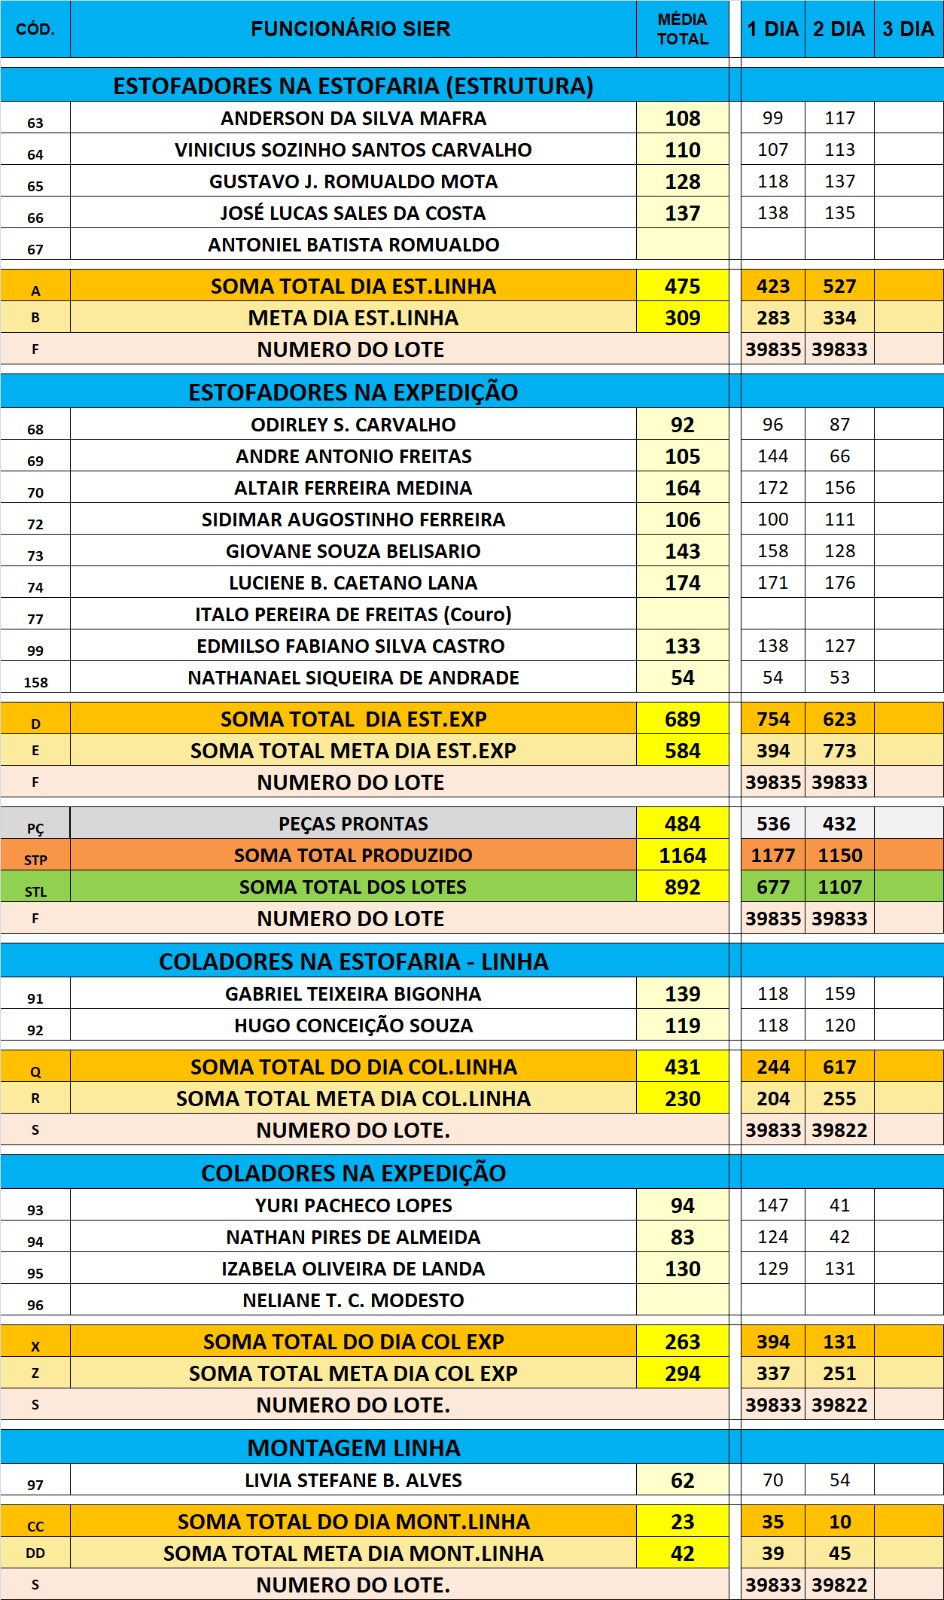 CÓD. FUNCIONÁRIO SIER MÉDIA TOTAL 1 DIA 2 DIA 3 DIA
ESTOFADORES NA ESTOFARIA (ESTRUTURA)
63 ANDERSON DA SILVA MAFRA 108 99 117
64 VINICIUS SOZINHO SANTOS CARVALHO 110 107 113
65 GUSTAVO J. ROMUALDO MOTA 128 118 137
66 JOSÉ LUCAS SALES DA COSTA 137 138 135
67 ANTONIEL BATISTA ROMUALDO
A SOMA TOTAL DIA EST.LINHA 475 423 527
B META DIA EST.LINHA 309 283 334
F NUMERO DO LOTE 39835 39833
ESTOFADORES NA EXPEDIÇÃO
68 ODIRLEY S. CARVALHO 92 96 87
69 ANDRE ANTONIO FREITAS 105 144 66
70 ALTAIR FERREIRA MEDINA 164 172 156
72 SIDIMAR AUGOSTINHO FERREIRA 106 100 111
73 GIOVANE SOUZA BELISARIO 143 158 128
74 LUCIENE B. CAETANO LANA 174 171 176
77 ITALO PEREIRA DE FREITAS (Couro)
99 EDMILSO FABIANO SILVA CASTRO 133 138 127
158 NATHANAEL SIQUEIRA DE ANDRADE 54 54 53
D SOMA TOTAL DIA EST.EXP 689 754 623
E SOMA TOTAL META DIA EST.EXP 584 394 773
F NUMERO DO LOTE 39835 39833
PÇ PEÇAS PRONTAS 484 536 432
STP SOMA TOTAL PRODUZIDO 1164 1177 1150
STL SOMA TOTAL DOS LOTES 892 677 1107
F NUMERO DO LOTE 39835 39833
COLADORES NA ESTOFARIA - LINHA
91 GABRIEL TEIXEIRA BIGONHA 139 118 159
92 HUGO CONCEIÇÃO SOUZA 119 118 120
Q SOMA TOTAL DO DIA COL.LINHA 431 244 617
R SOMA TOTAL META DIA COL.LINHA 230 204 255
S NUMERO DO LOTE. 39833 39822
COLADORES NA EXPEDIÇÃO
93 YURI PACHECO LOPES 94 147 41
94 NATHAN PIRES DE ALMEIDA 83 124 42
95 IZABELA OLIVEIRA DE LANDA 130 129 131
96 NELIANE T. C. MODESTO
X SOMA TOTAL DO DIA COL EXP 263 394 131
Z SOMA TOTAL META DIA COL EXP 294 337 251
S NUMERO DO LOTE. 39833 39822
MONTAGEM LINHA
97 LIVIA STEFANE B. ALVES 62 70 54
CC SOMA TOTAL DO DIA MONT.LINHA 23 35 10
DD SOMA TOTAL META DIA MONT.LINHA 42 39 45
S NUMERO DO LOTE. 39833 39822